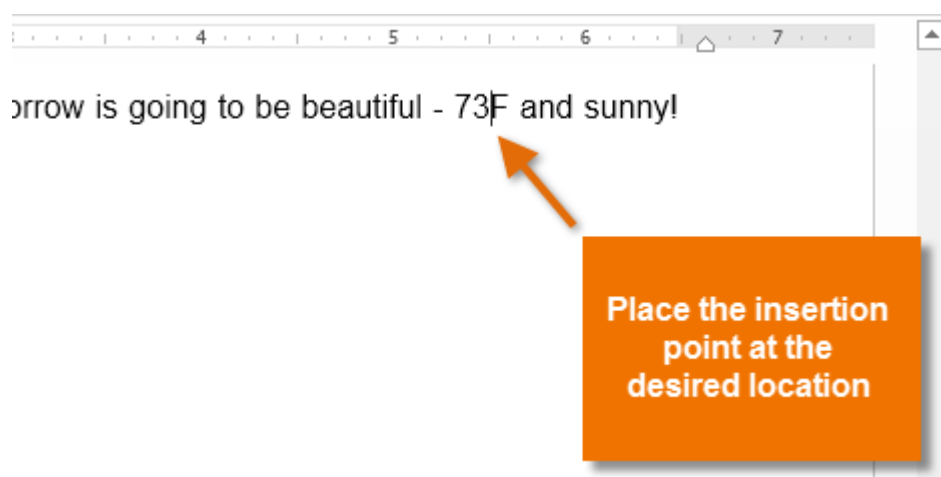 4 5 6 7
orrow is going to be beautiful - 73F and sunny!
Place the insertion
point at the
desired location